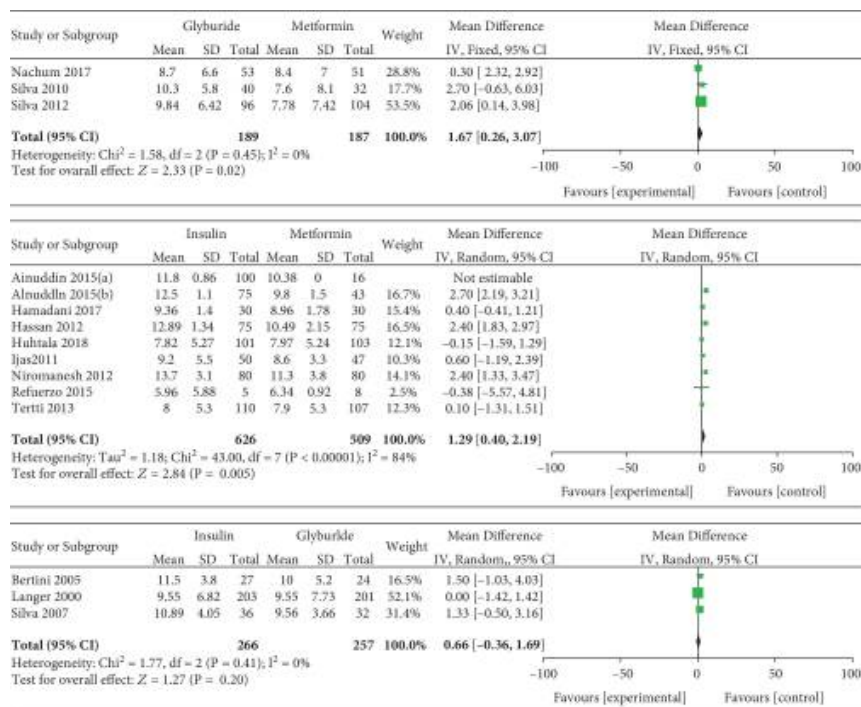 Study or Subgroup Glyburide Metformin Weight Mean Difference Mean Difference
Mean SD Total Mean SD Total IV, Fixed, 95% CI IV, Fixed, 95% CI
Nachum 2017 8.7 6.6 53 8.4 7 51 28.8% 0.30 [ 2.32, 2.92]
Silva 2010 10.3 5.8 40 7.6 8.1 32 17.7% 2.70 [−0.63, 6.03]
Silva 2012 9.84 6.42 96 7.78 7.42 104 53.5% 2.06 [0.14, 3.98]
Total (95% CI) 189 187 100.0% 1.67 [0.26, 3.07]
Heterogeneity: Chi² = 1.58, df = 2 (P = 0.45); I² = 0%
Test for ovarall effect: Z = 2.33 (P = 0.02)
−100 −50 0 50 100
Favours [experimental] Favours [control]
Study or Subgroup Insulin Metformin Weight Mean Difference Mean Difference
Mean SD Total Mean SD Total IV, Random, 95% CI IV, Random, 95% CI
Ainuddin 2015(a) 11.8 0.86 100 10.38 0 16 Not estimable
Alnuddln 2015(b) 12.5 1.1 75 9.8 1.5 43 16.7% 2.70 [2.19, 3.21]
Hamadani 2017 9.36 1.4 30 8.96 1.78 30 15.4% 0.40 [−0.41, 1.21]
Hassan 2012 12.89 1.34 75 10.49 2.15 75 16.5% 2.40 [1.83, 2.97]
Huhtala 2018 7.82 5.27 101 7.97 5.24 103 12.1% −0.15 [−1.59, 1.29]
Ijas2011 9.2 5.5 50 8.6 3.3 47 10.3% 0.60 [−1.19, 2.39]
Niromanesh 2012 13.7 3.1 80 11.3 3.8 80 14.1% 2.40 [1.33, 3.47]
Refuerzo 2015 5.96 5.88 5 6.34 0.92 8 2.5% −0.38 [−5.57, 4.81]
Tertti 2013 8 5.3 110 7.9 5.3 107 12.3% 0.10 [−1.31, 1.51]
Total (95% CI) 626 509 100.0% 1.29 [0.40, 2.19]
Heterogeneity: Tau² = 1.18; Chi² = 43.00, df = 7 (P < 0.00001); I² = 84%
Test for overall effect: Z = 2.84 (P = 0.005)
−100 −50 0 50 100
Favours [experimental] Favours [control]
Study or Subgroup Insulin Glyburlde Weight Mean Difference Mean Difference
Mean SD Total Mean SD Total IV, Random,, 95% CI IV, Random, 95% CI
Bertini 2005 11.5 3.8 27 10 5.2 24 16.5% 1.50 [−1.03, 4.03]
Langer 2000 9.55 6.82 203 9.55 7.73 201 52.1% 0.00 [−1.42, 1.42]
Silva 2007 10.89 4.05 36 9.56 3.66 32 31.4% 1.33 [−0.50, 3.16]
Total (95% CI) 266 257 100.0% 0.66 [−0.36, 1.69]
Heterogeneity: Chi² = 1.77, df = 2 (P = 0.41); I² = 0%
Test for overall effect: Z = 1.27 (P = 0.20)
−100 −50 0 50 100
Favours [experimental] Favours [control]